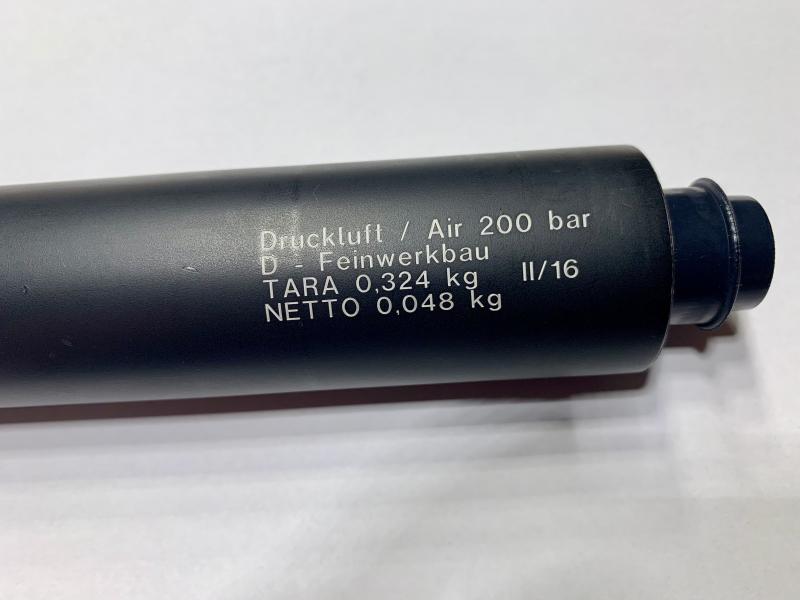 Druckluft / Air 200 bar
D - Feinwerkbau
TARA 0,324 kg II/16
NETTO 0,048 kg